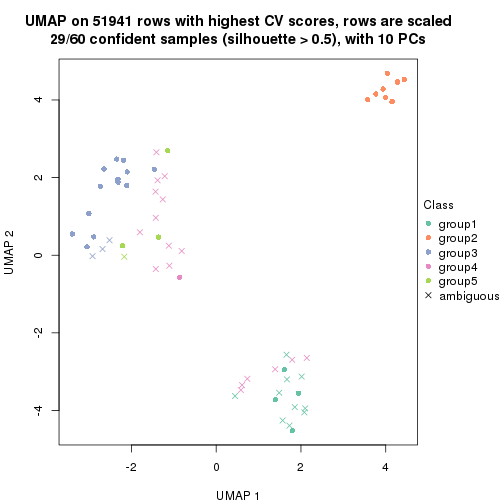 UMAP on 51941 rows with highest CV scores, rows are scaled
29/60 confident samples (silhouette > 0.5), with 10 PCs
4
2
0
-2
-4
UMAP 2
-2
0
2
4
UMAP 1
Class
group1
group2
group3
group4
group5
ambiguous